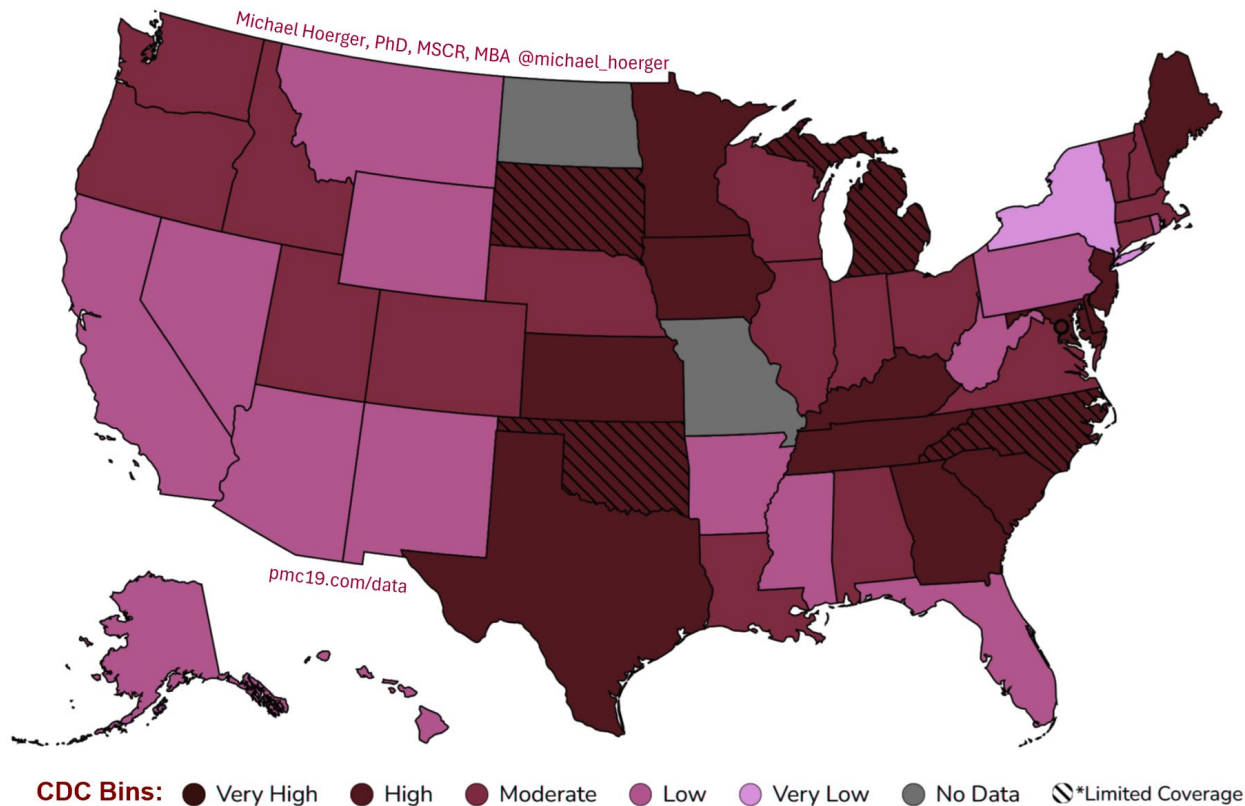 Michael Hoerger, PhD, MSCR, MBA @michael_hoerger
pmc19.com/data
CDC Bins: Very High High Moderate Low Very Low No Data *Limited Coverage